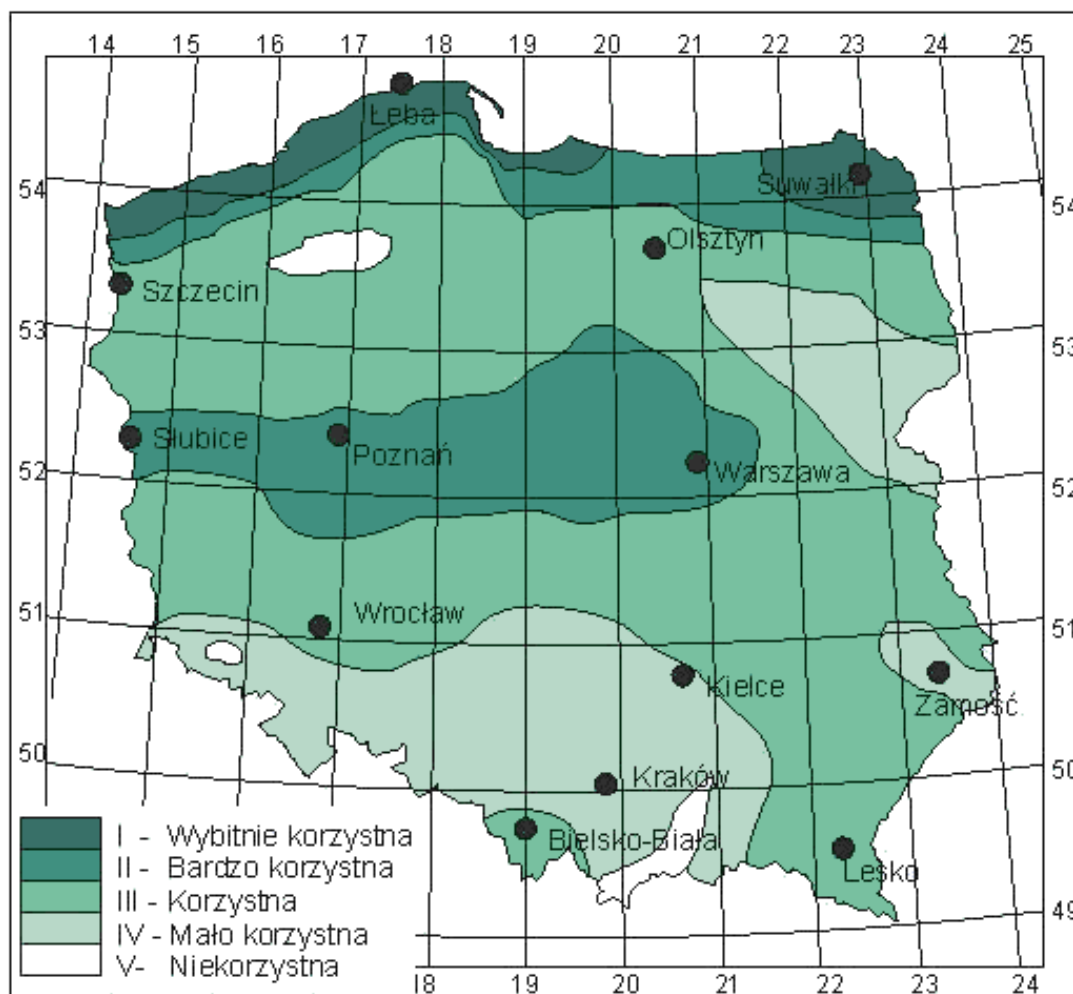 14 15 16 17 18 19 20 21 22 23 24 25
Łeba
54
Suwałki
54
Olsztyn
Szczecin
53
53
Słubice
Poznań
Warszawa
52
52
51
Wrocław
51
Kielce
Zamość
50
Kraków
50
Bielsko-Biała
Lesko
49
I - Wybitnie korzystna
II - Bardzo korzystna
III - Korzystna
IV - Mało korzystna
V- Niekorzystna
18 19 20 21 22 23 24